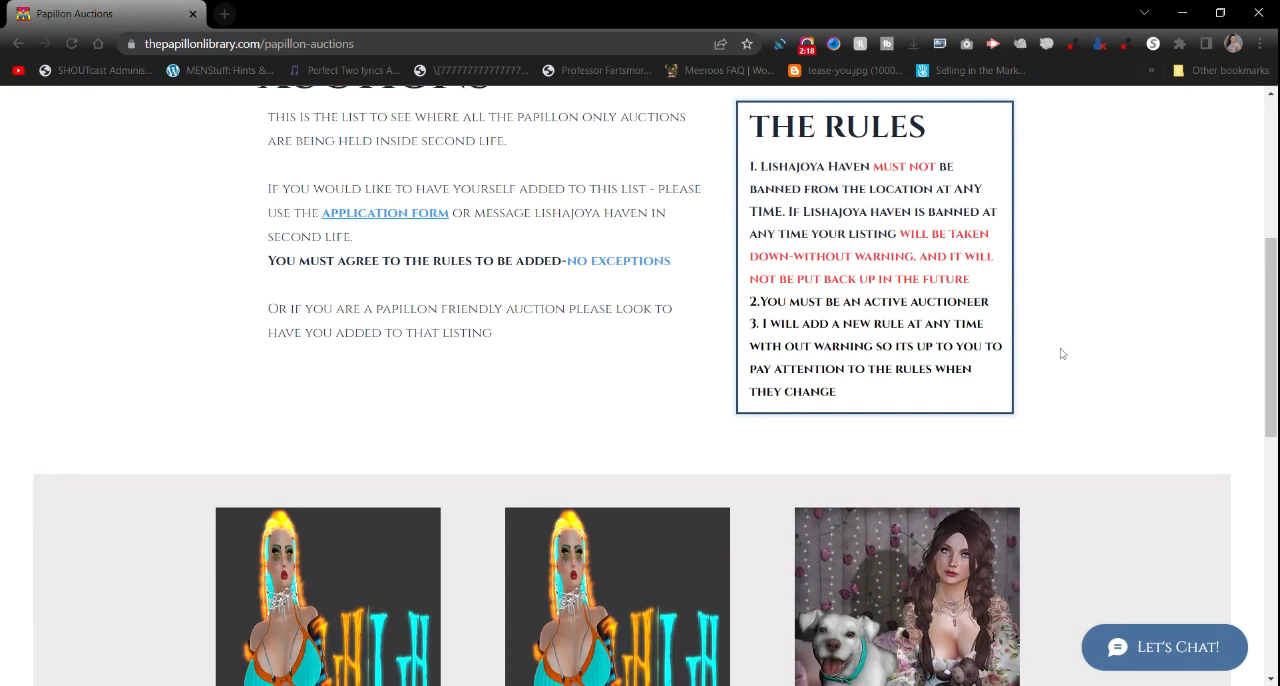 Papillon Auctions
thepapillonlibrary.com/papillon-auctions
2:18
SHOUTcast Adminis...
MENStuff: Hints &...
Perfect Two lyrics A...
Professor Fartsmor...
Meeroos FAQ | Wo...
tease-you.jpg (1000...
Selling in the Mark...
»
Other bookmarks
AUCTIONS
THIS IS THE LIST TO SEE WHERE ALL THE PAPILLON ONLY AUCTIONS
ARE BEING HELD INSIDE SECOND LIFE.
IF YOU WOULD LIKE TO HAVE YOURSELF ADDED TO THIS LIST - PLEASE
USE THE APPLICATION FORM OR MESSAGE LISHAJOYA HAVEN IN
SECOND LIFE.
YOU MUST AGREE TO THE RULES TO BE ADDED-NO EXCEPTIONS
OR IF YOU ARE A PAPILLON FRIENDLY AUCTION PLEASE LOOK TO
HAVE YOU ADDED TO THAT LISTING
THE RULES
1. LISHAJOYA HAVEN MUST NOT BE
BANNED FROM THE LOCATION AT ANY
TIME. IF LISHAJOYA HAVEN IS BANNED AT
ANY TIME YOUR LISTING WILL BE TAKEN
DOWN-WITHOUT WARNING. AND IT WILL
NOT BE PUT BACK UP IN THE FUTURE
2.YOU MUST BE AN ACTIVE AUCTIONEER
3. I WILL ADD A NEW RULE AT ANY TIME
WITH OUT WARNING SO ITS UP TO YOU TO
PAY ATTENTION TO THE RULES WHEN
THEY CHANGE
LET'S CHAT!